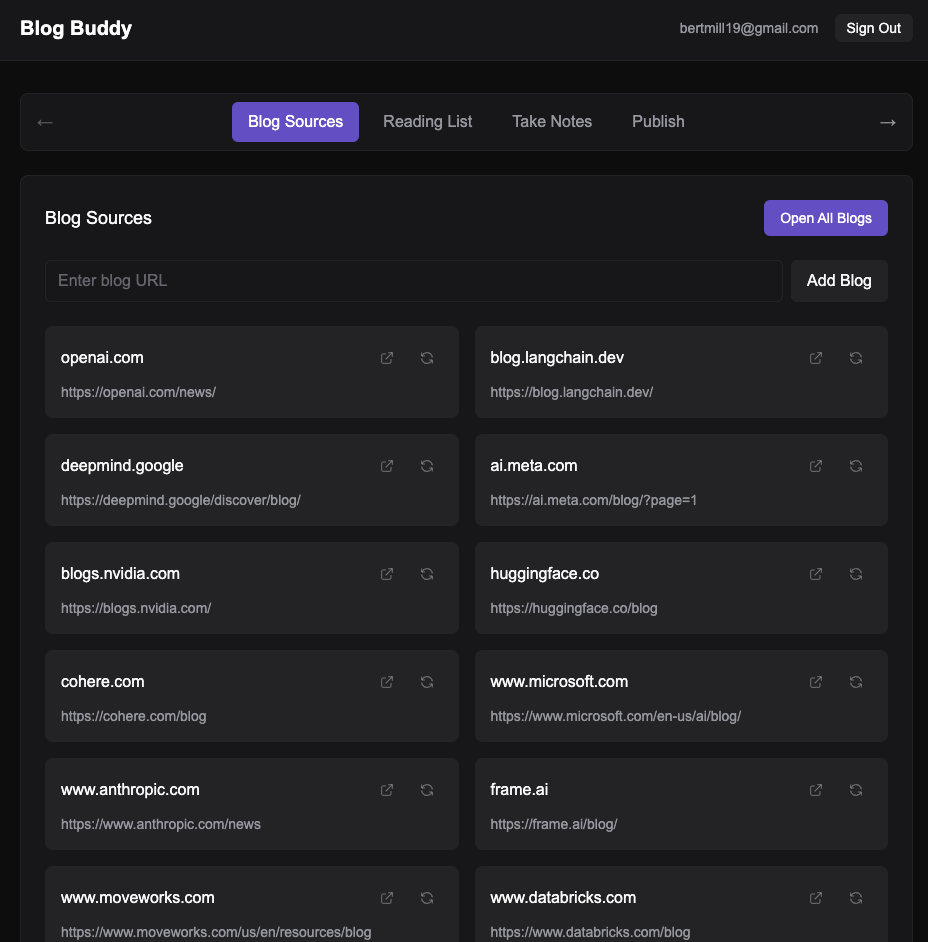 Blog Buddy
bertmill19@gmail.com
Sign Out
← Blog Sources Reading List Take Notes Publish →
Blog Sources
Open All Blogs
Enter blog URL
Add Blog
openai.com
https://openai.com/news/
blog.langchain.dev
https://blog.langchain.dev/
deepmind.google
https://deepmind.google/discover/blog/
ai.meta.com
https://ai.meta.com/blog/?page=1
blogs.nvidia.com
https://blogs.nvidia.com/
huggingface.co
https://huggingface.co/blog
cohere.com
https://cohere.com/blog
www.microsoft.com
https://www.microsoft.com/en-us/ai/blog/
www.anthropic.com
https://www.anthropic.com/news
frame.ai
https://frame.ai/blog/
www.moveworks.com
https://www.moveworks.com/us/en/resources/blog
www.databricks.com
https://www.databricks.com/blog